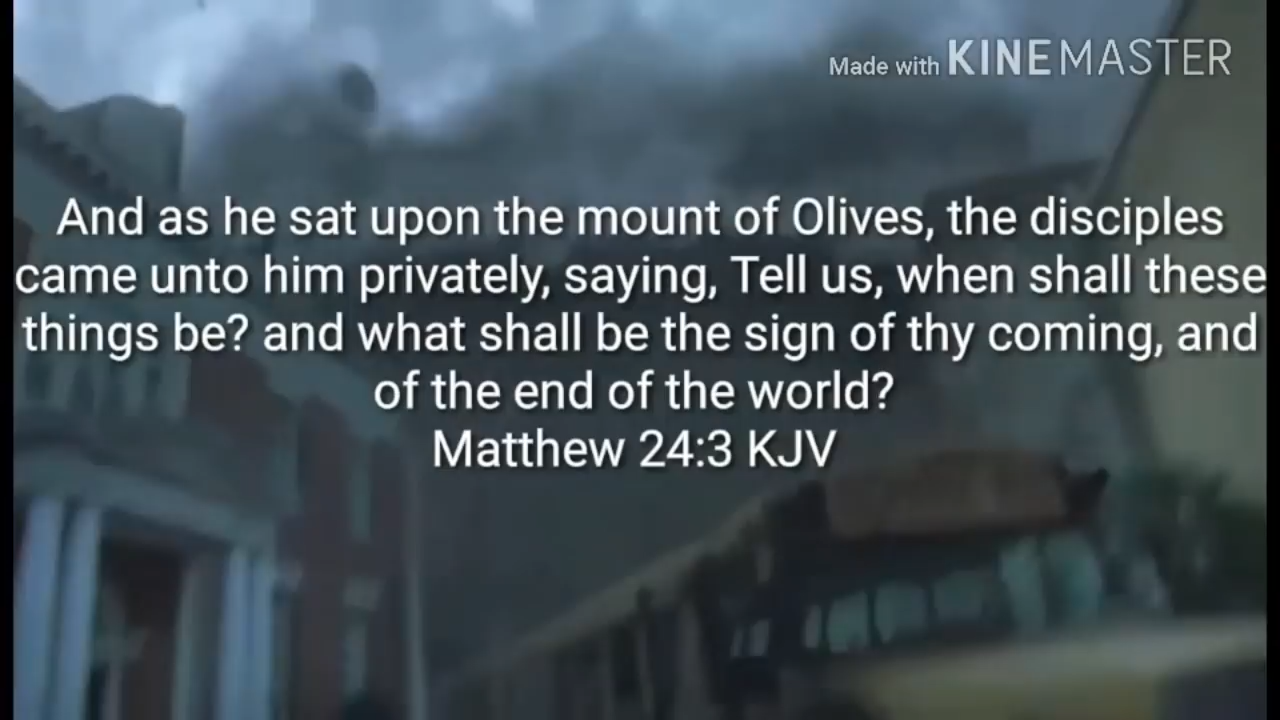 Made with KINEMASTER
And as he sat upon the mount of Olives, the disciples
came unto him privately, saying, Tell us, when shall these
things be? and what shall be the sign of thy coming, and
of the end of the world?
Matthew 24:3 KJV